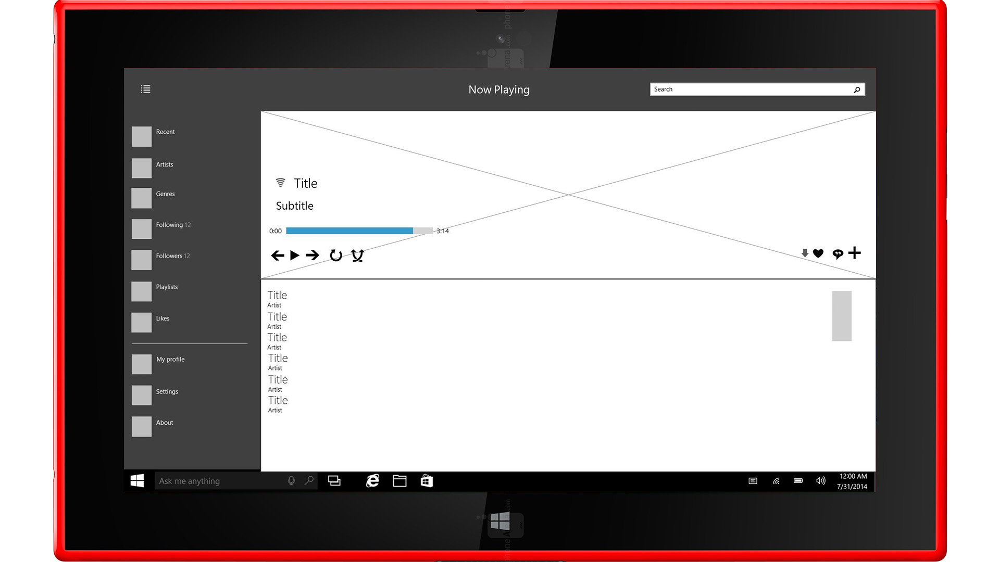 Now Playing
Search
Recent
Artists
Genres
Following 12
Followers 12
Playlists
Likes
My profile
Settings
About
Title
Subtitle
0:00
3:14
Title
Artist
Title
Artist
Title
Artist
Title
Artist
Title
Artist
Title
Artist
Ask me anything
12:00 AM
7/31/2014
phoneArena.com